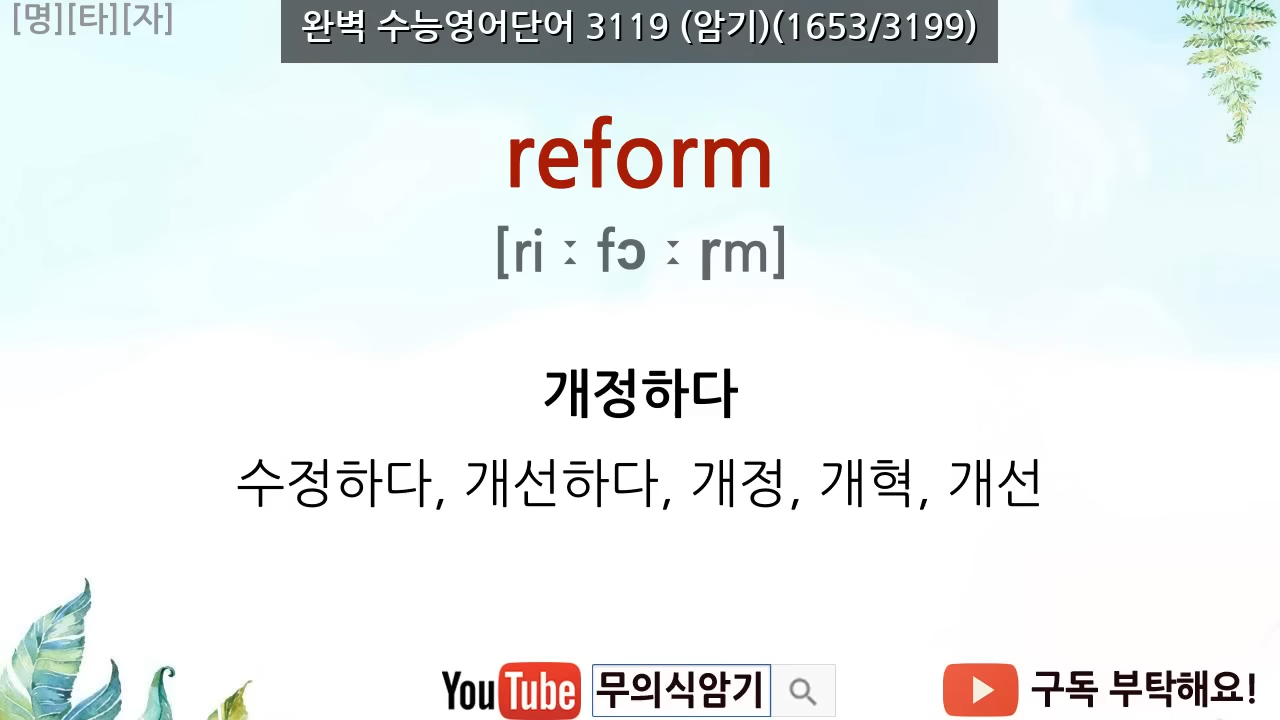 [명][타][자]
완벽 수능영어단어 3119 (암기)(1653/3199)
reform
[riːfɔːrm]
개정하다
수정하다, 개선하다, 개정, 개혁, 개선
YouTube 무의식암기
구독 부탁해요!